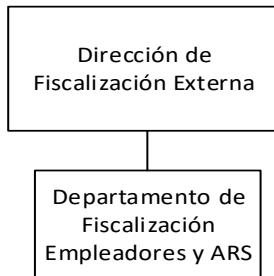 Dirección de
Fiscalización Externa
Departamento de
Fiscalización
Empleadores y ARS